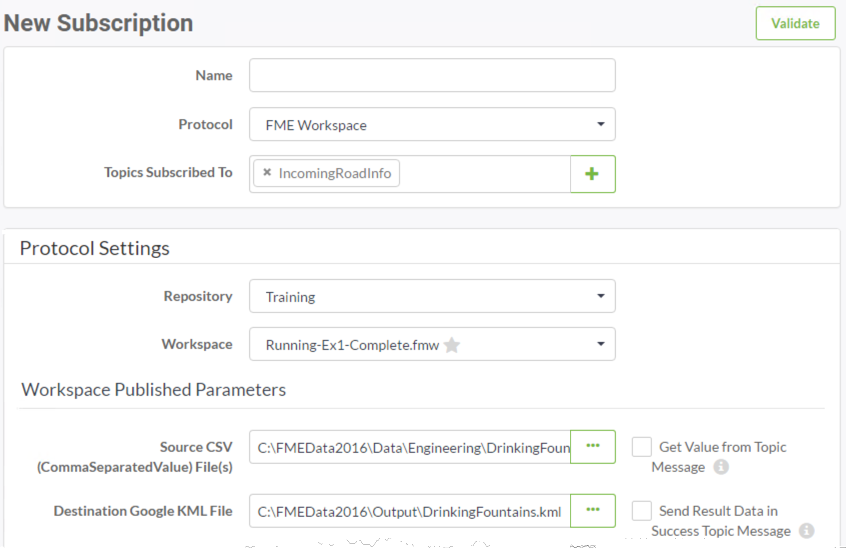 New Subscription
Validate
Name
Protocol
FME Workspace
Topics Subscribed To
× IncomingRoadInfo
+
Protocol Settings
Repository
Training
Workspace
Running-Ex1-Complete.fmw
Workspace Published Parameters
Source CSV
(CommaSeparatedValue) File(s)
C:\FMEData2016\Data\Engineering\DrinkingFoun
...
Get Value from Topic
Message
Destination Google KML File
C:\FMEData2016\Output\DrinkingFountains.kml
...
Send Result Data in
Success Topic Message